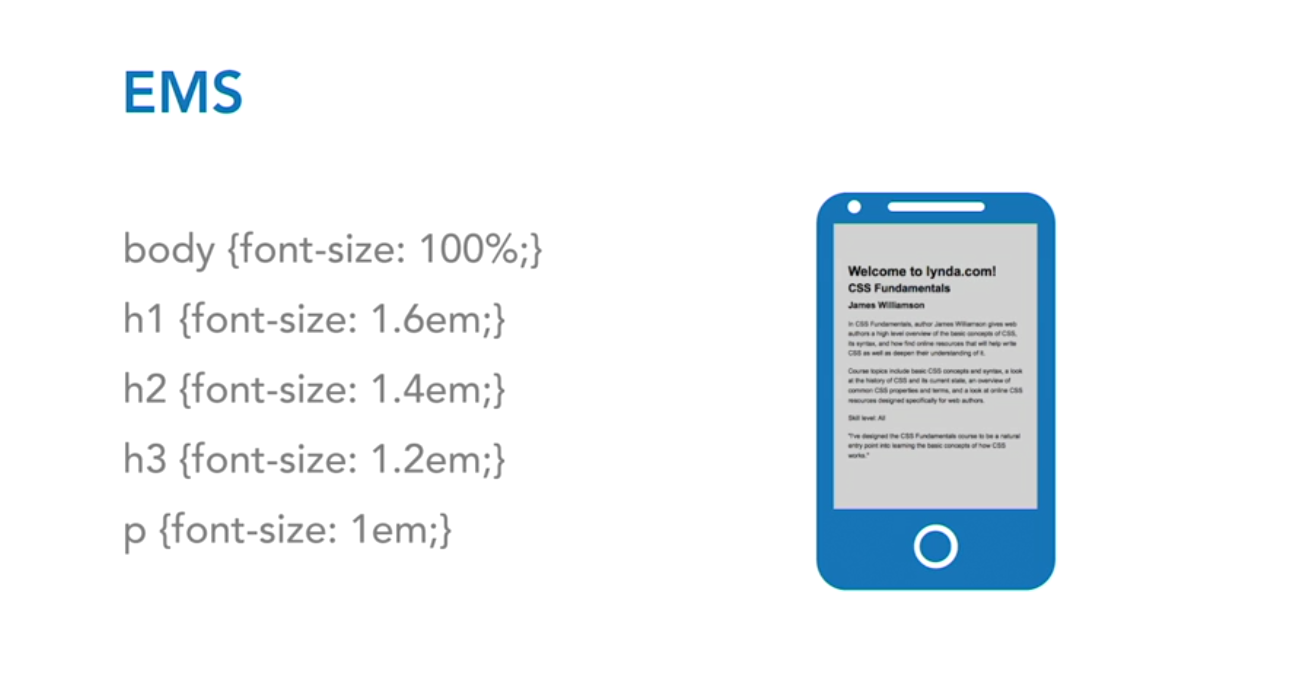 EMS
body {font-size: 100%;}
h1 {font-size: 1.6em;}
h2 {font-size: 1.4em;}
h3 {font-size: 1.2em;}
p {font-size: 1em;}
Welcome to lynda.com!
CSS Fundamentals
James Williamson
In CSS Fundamentals, author James Williamson gives web
authors a high level overview of the basic concepts of CSS,
its syntax, and how find online resources that will help write
CSS as well as deepen their understanding of it.
Course topics include basic CSS concepts and syntax, a look
at the history of CSS and its current state, an overview of
common CSS properties and terms, and a look at online CSS
resources designed specifically for web authors.
Skill level: All
"I've designed the CSS Fundamentals course to be a natural
entry point into learning the basic concepts of how CSS
works."